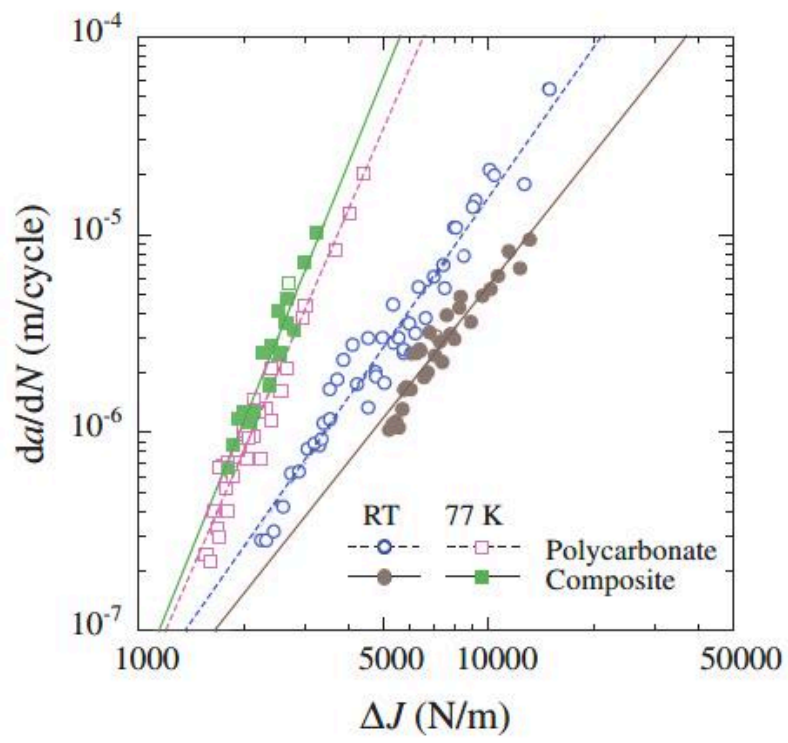 10⁻⁴
10⁻⁵
10⁻⁶
10⁻⁷
da/dN (m/cycle)
RT 77 K
Polycarbonate
Composite
1000 5000 10000 50000
ΔJ (N/m)